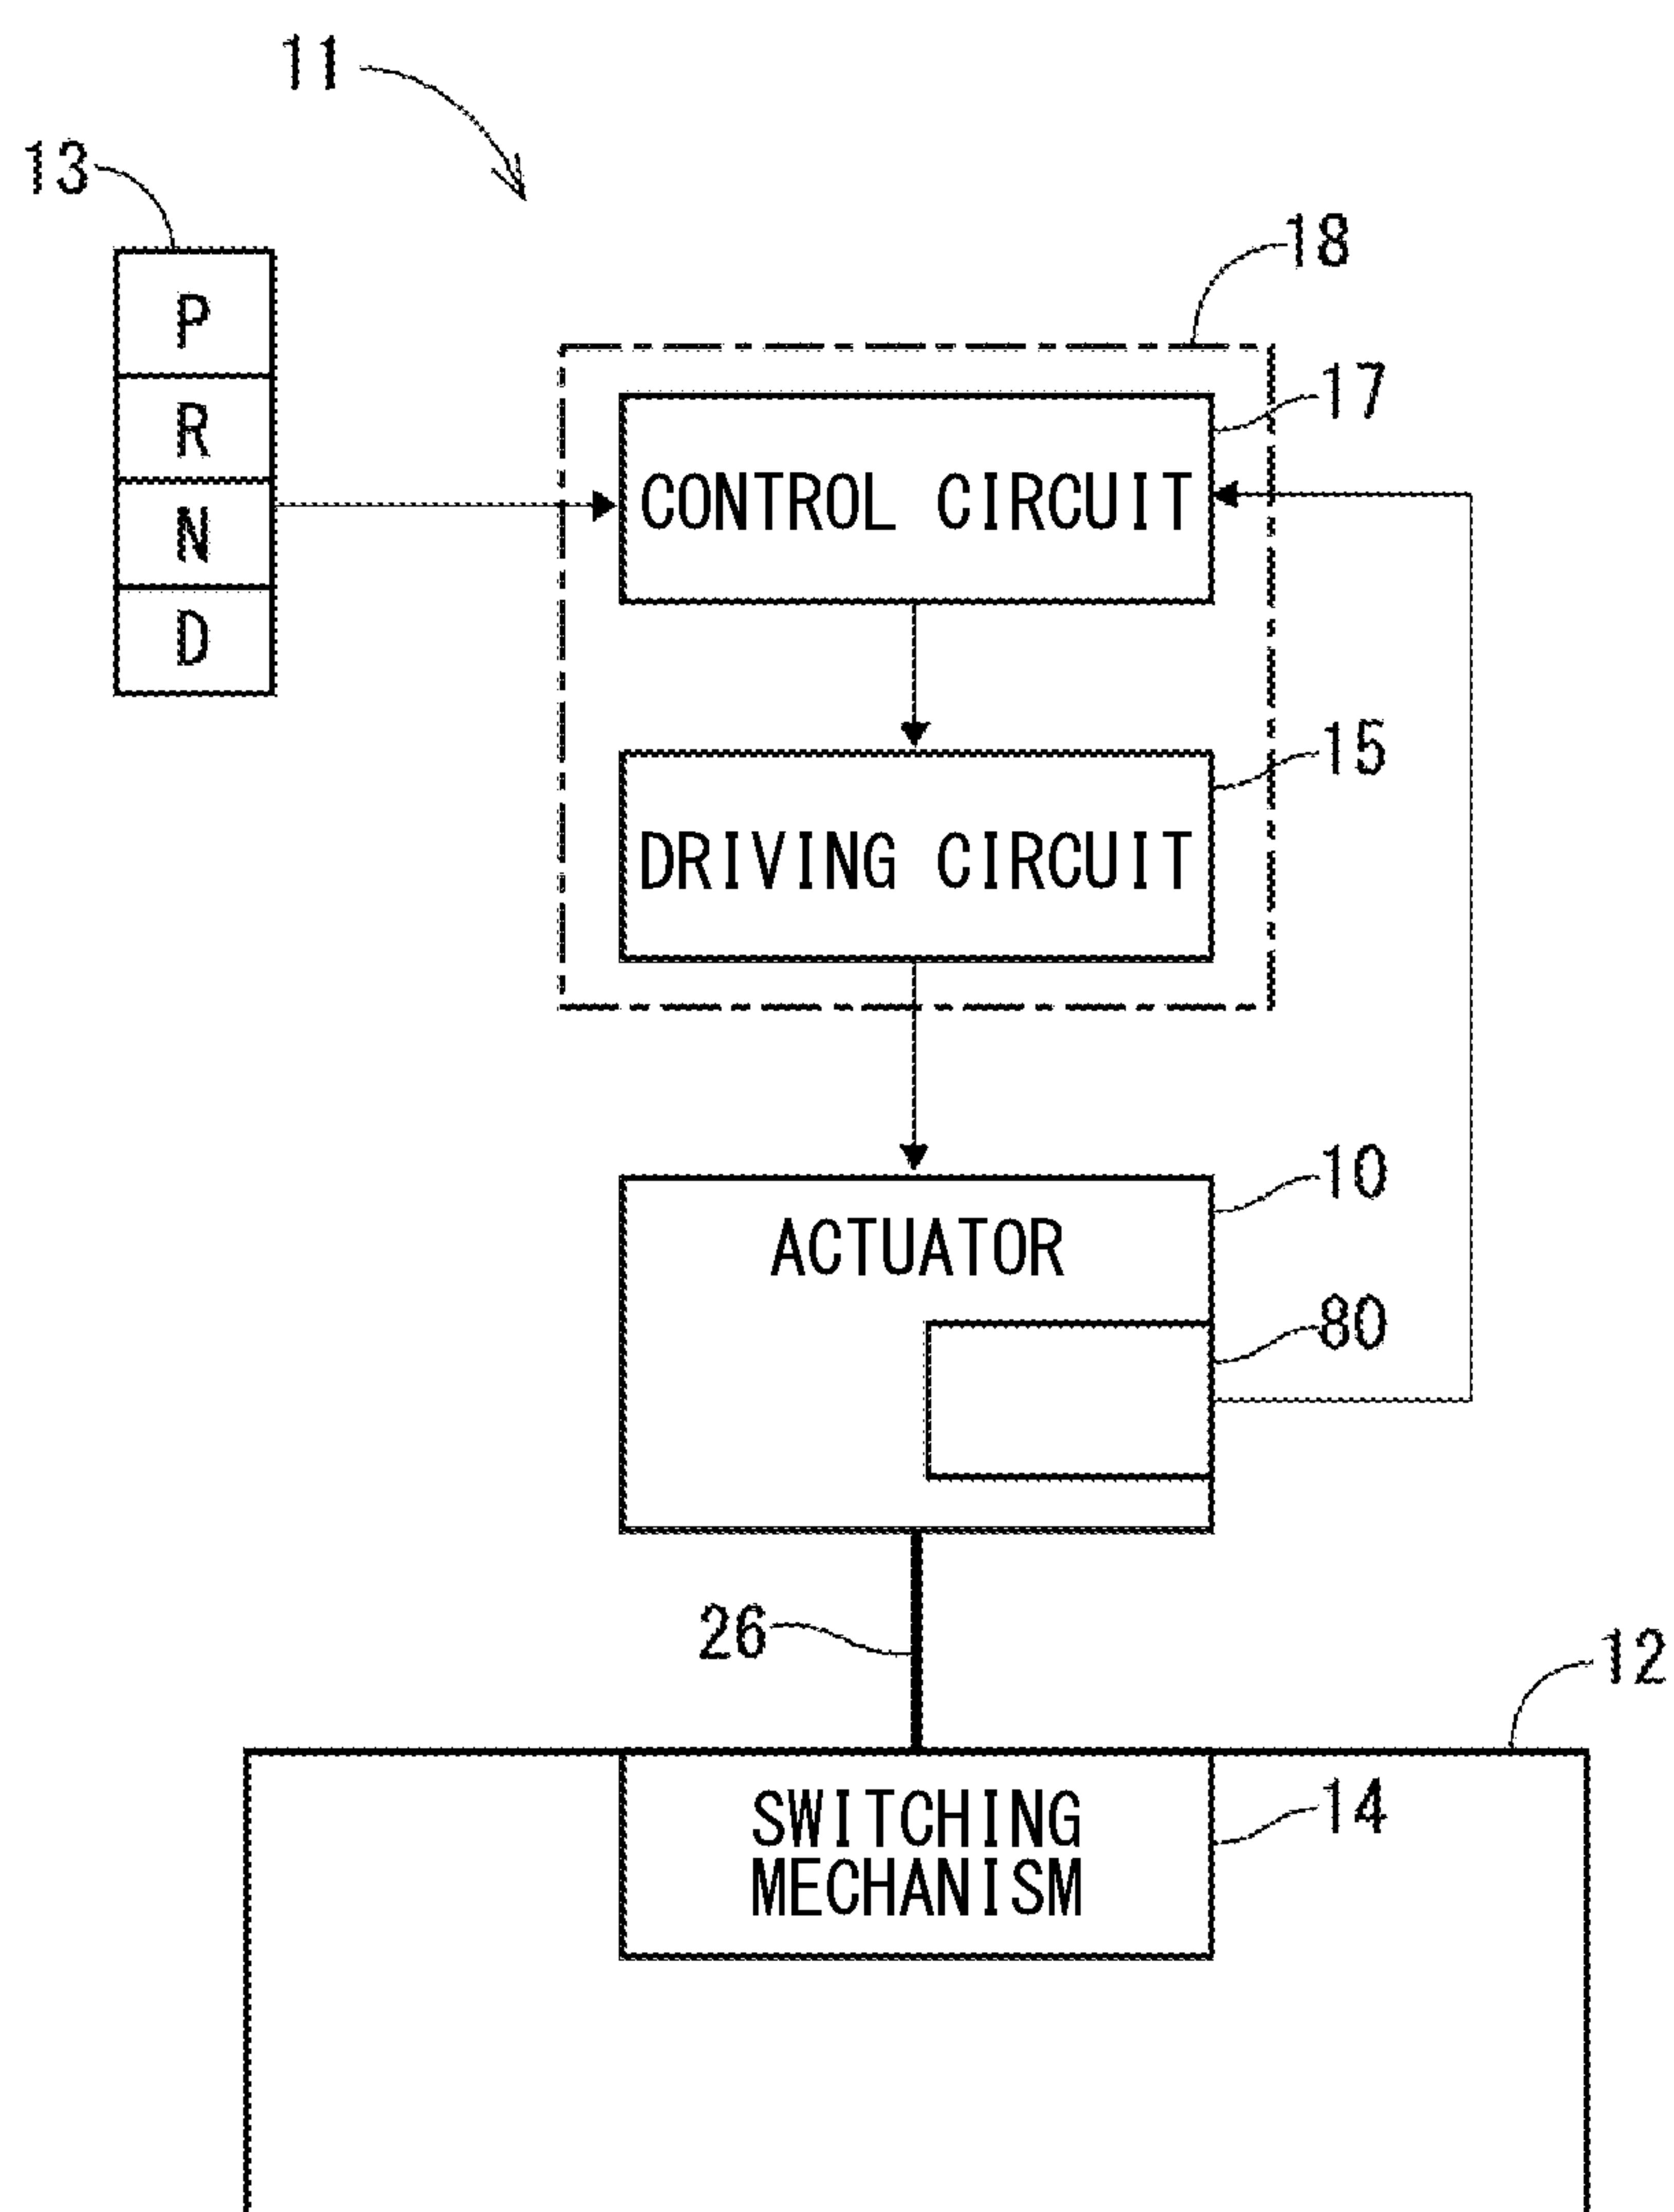 11
13
18
P
17
R
CONTROL CIRCUIT
N
D
15
DRIVING CIRCUIT
10
ACTUATOR
80
26
12
14
SWITCHING
MECHANISM